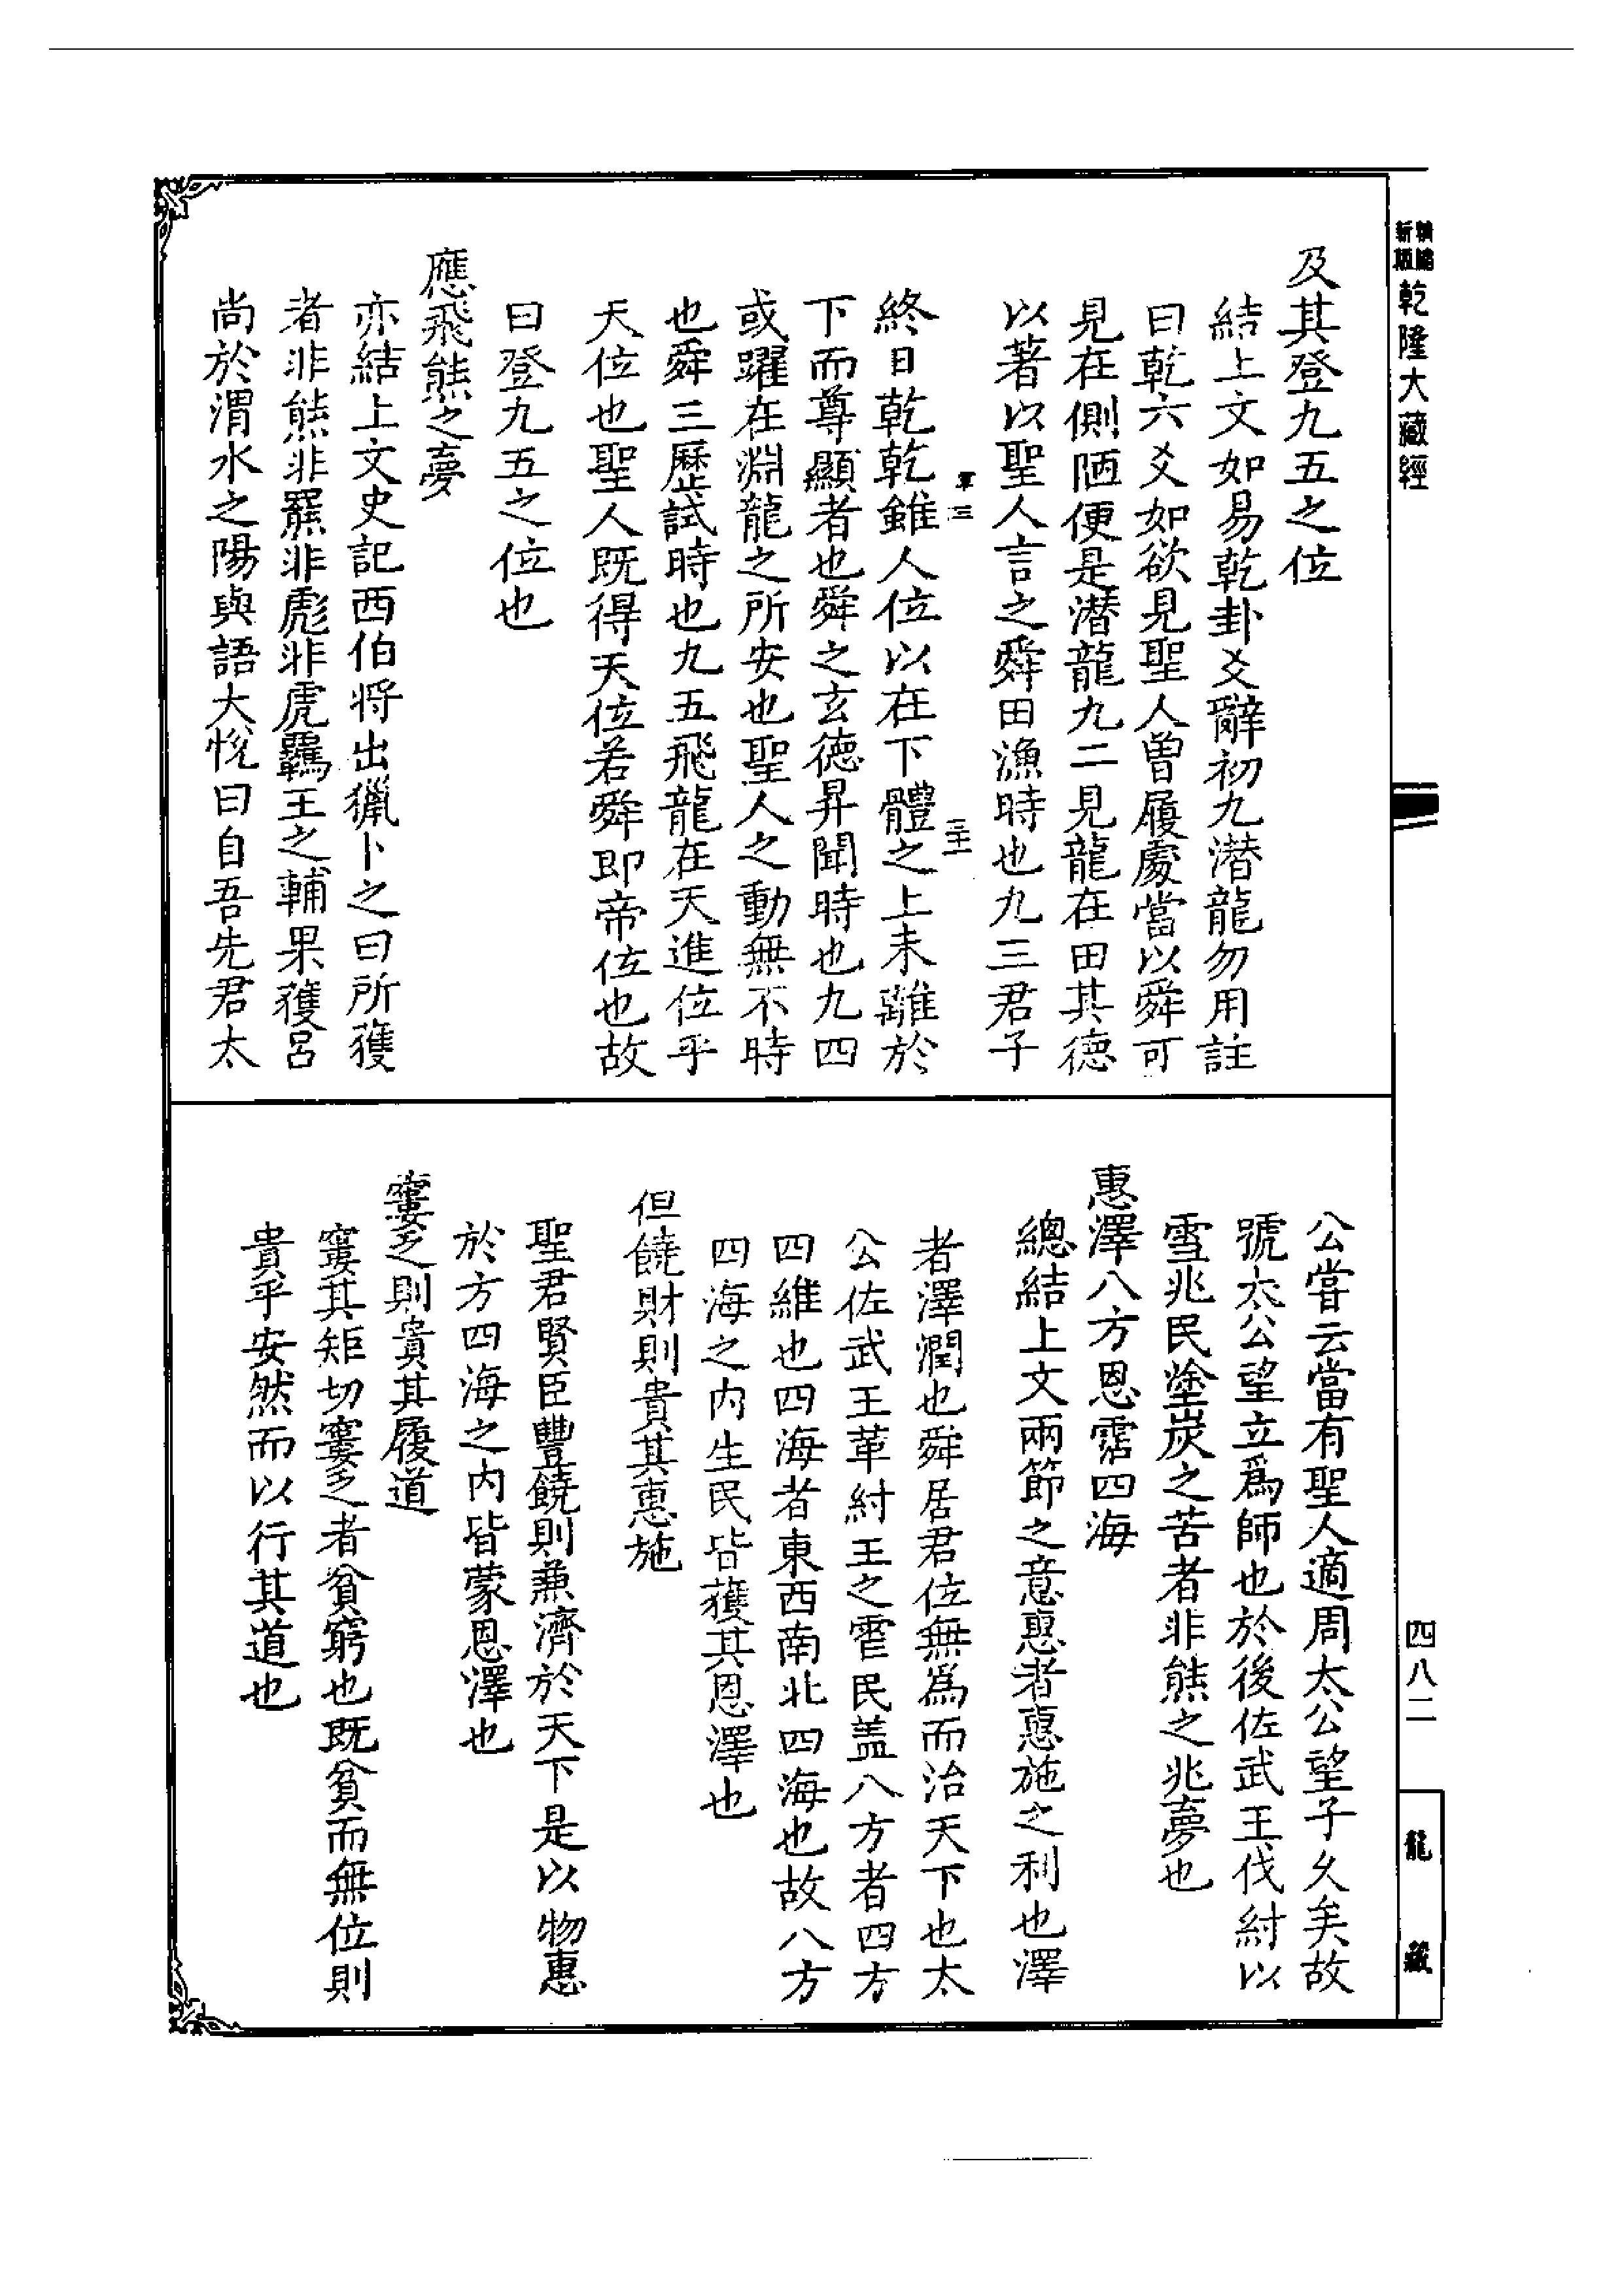 精編
新版
乾隆大藏經
及其登九五之位
結上文如易乾卦爻辭初九潛龍勿用註
曰乾六爻如欲見聖人曾履處當以舜可
見在側陋便是潛龍九二見龍在田其德
以著以聖人言之舜田漁時也九三君子
終日乾乾雖人位以在下體之上未離於
下而尊顯者也舜之玄德昇聞時也九四
或躍在淵龍之所安也聖人之動無不時
也舜三歷試時也九五飛龍在天進位乎
天位也聖人既得天位若舜即帝位也故
曰登九五之位也
應飛熊之夢
亦結上文史記西伯将出獵卜之曰所獲
者非熊非羆非彪非虎霸王之輔果獲呂
尚於渭水之陽與語大悅曰自吾先君太
公嘗云當有聖人適周太公望子久矣故
號太公望立爲師也於後佐武王伐紂以
雪兆民塗炭之苦者非熊之兆夢也
惠澤八方恩霑四海
總結上文兩節之意惠者惠施之利也澤
者澤潤也舜居君位無爲而治天下也太
公佐武王革紂王之虐民盖八方者四方
四維也四海者東西南北四海也故八方
四海之内生民皆獲其恩澤也
但饒財則貴其惠施
聖君賢臣豐饒則兼濟於天下是以物惠
於方四海之内皆蒙恩澤也
窶乏則貴其履道
窶其矩切窶乏者貧窮也既貧而無位則
貴乎安然而以行其道也
四八二
龍藏